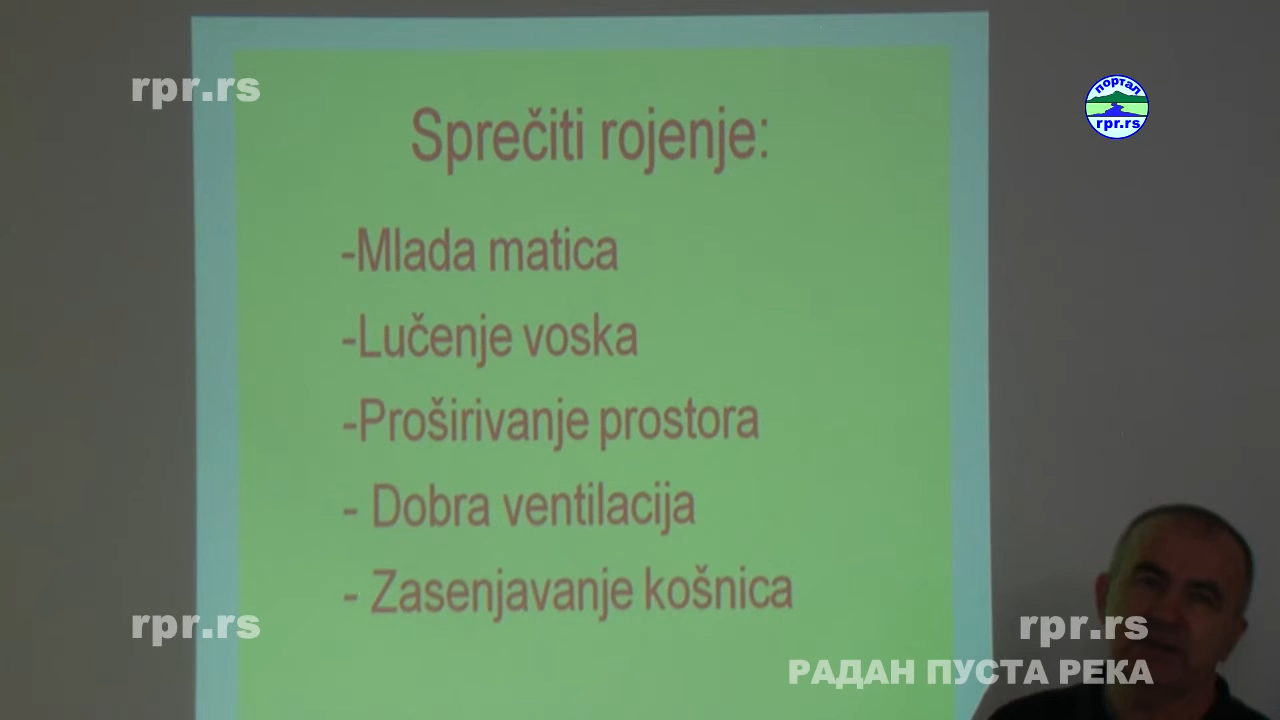 rpr.rs
портал
rpr.rs
Sprečiti rojenje:
-Mlada matica
-Lučenje voska
-Proširivanje prostora
- Dobra ventilacija
- Zasenjavanje košnica
rpr.rs
rpr.rs
РАДАН ПУСТА РЕКА